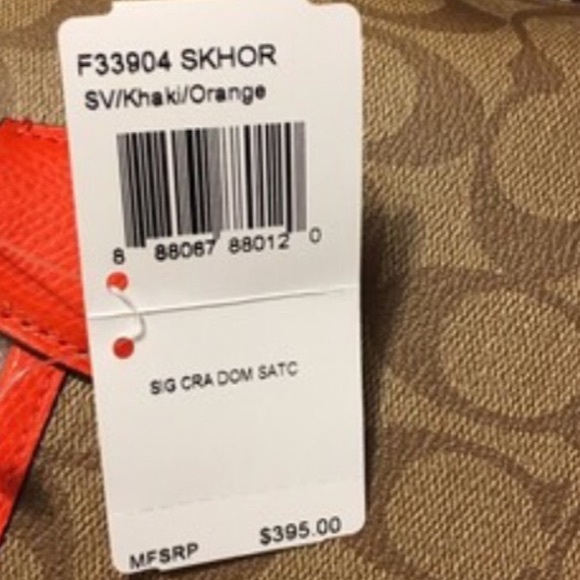 F33904 SKHOR
SV/Khaki/Orange
8 88067 88012 0
SIG CRA DOM SATC
MFSRP $395.00